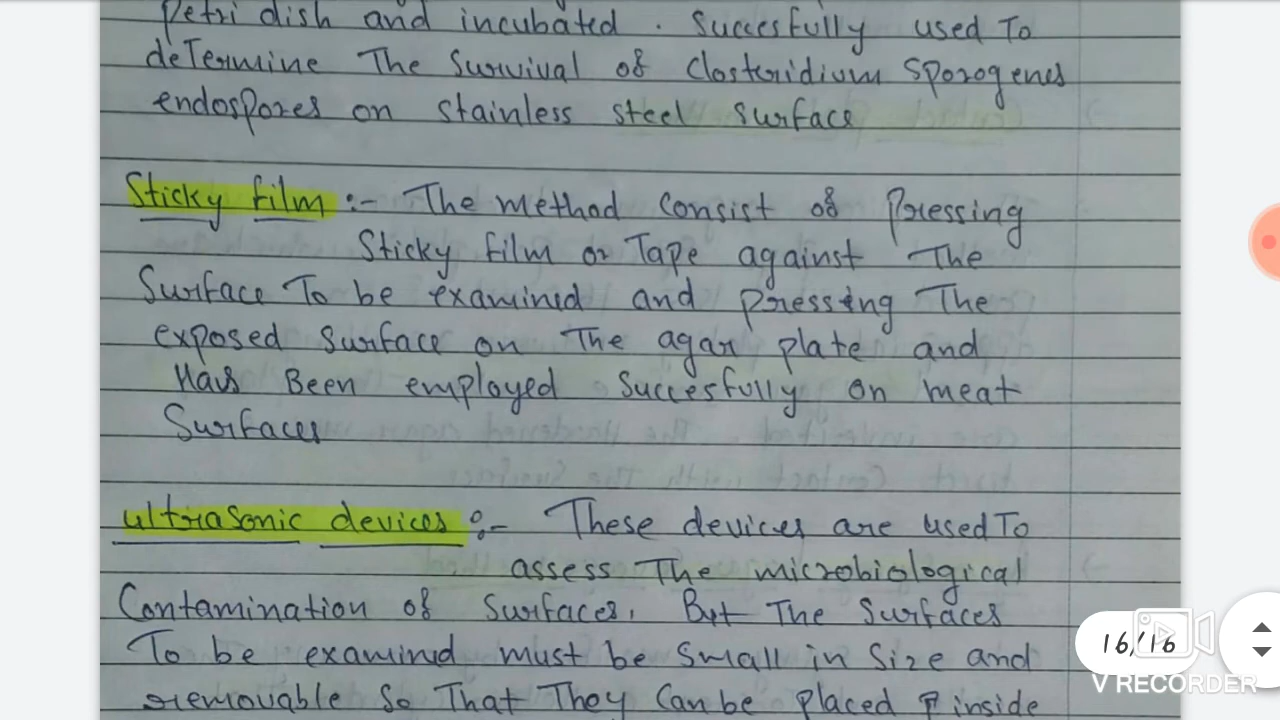 Petri dish and incubated. Succesfully used To
deTermine The Survival of Closteridium Sporogenes
endospores on stainless steel surface
Sticky film :- The method consist of Pressing
Sticky film or Tape against The
Surface To be examined and pressing The
exposed surface on The agar plate and
Have Been employed Succesfully on meat
Surfaces
ultrasonic devices :- These devices are used To
assess The microbiological
Contamination of Surfaces. But The Surfaces
To be examined must be small in size and
removable So That They Can be placed inside
16/16
V RECORDER